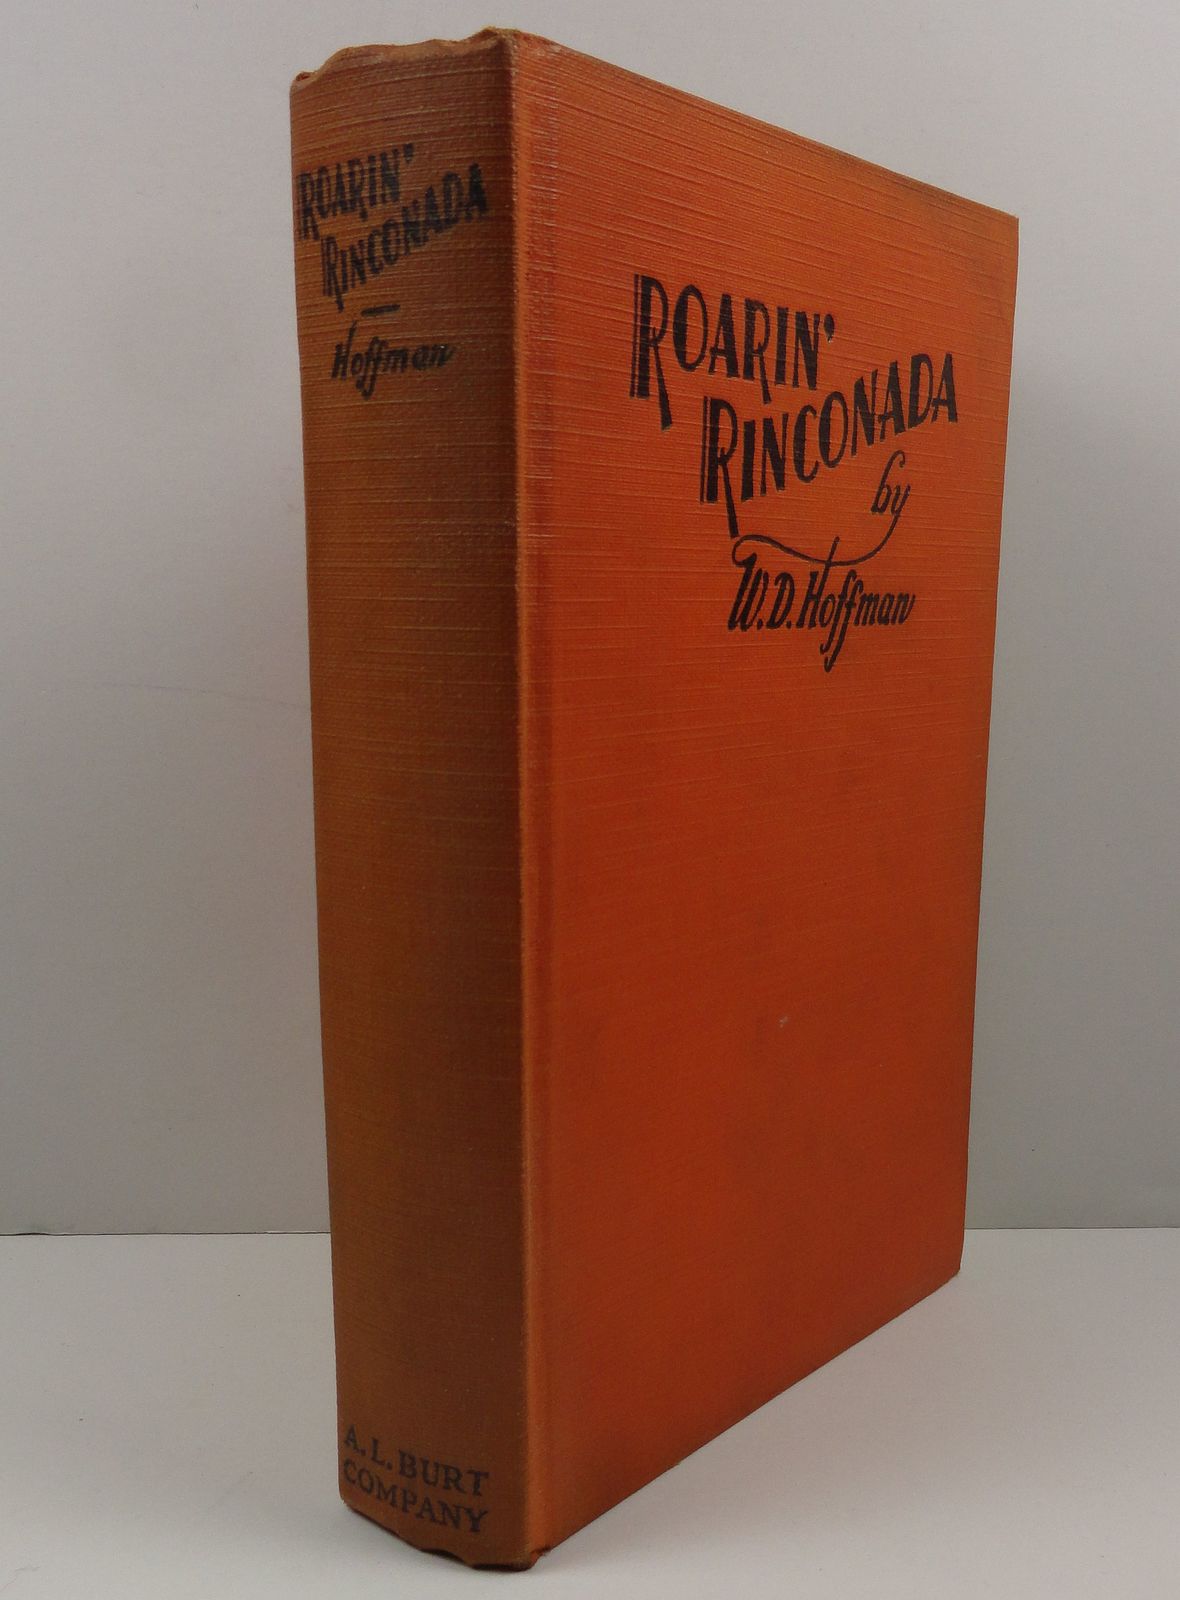 ROARIN'
RINCONADA
Hoffman
A. L. BURT
COMPANY
ROARIN'
RINCONADA
by
W. D. Hoffman